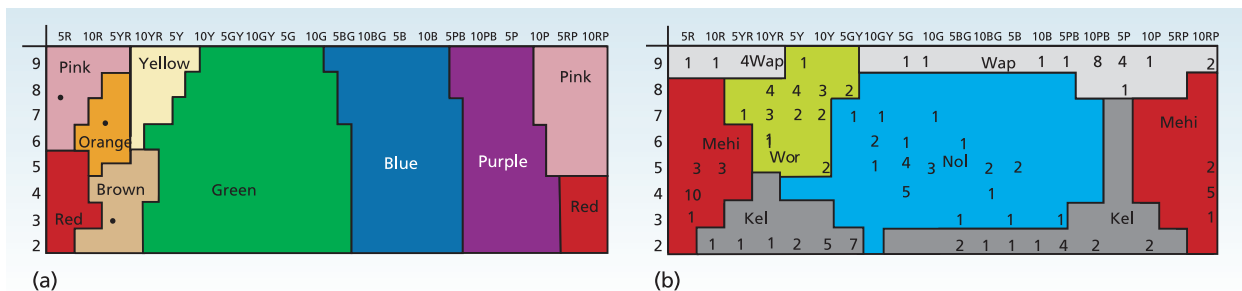 5R 10R 5YR 10YR 5Y 10Y 5GY 10GY 5G 10G 5BG 10BG 5B 10B 5PB 10PB 5P 10P 5RP 10RP
9 Pink Yellow Pink
8
7
6 Orange
5 Blue Purple
4 Brown Green
3 Red Red
2
(a)
5R 10R 5YR 10YR 5Y 10Y 5GY 10GY 5G 10G 5BG 10BG 5B 10B 5PB 10PB 5P 10P 5RP 10RP
9 1 1 4Wap 1 1 1 Wap 1 1 8 4 1 2
8 4 4 3 2 1
7 1 3 2 2 1 1 1 Mehi
6 Mehi 1 2 1 1
5 3 3 Wor 2 1 4 3 Nol 2 2 2
4 10 5 1 5
3 1 Kel 1 1 1 Kel 1
2 1 1 1 2 5 7 2 1 1 1 4 2 2
(b)